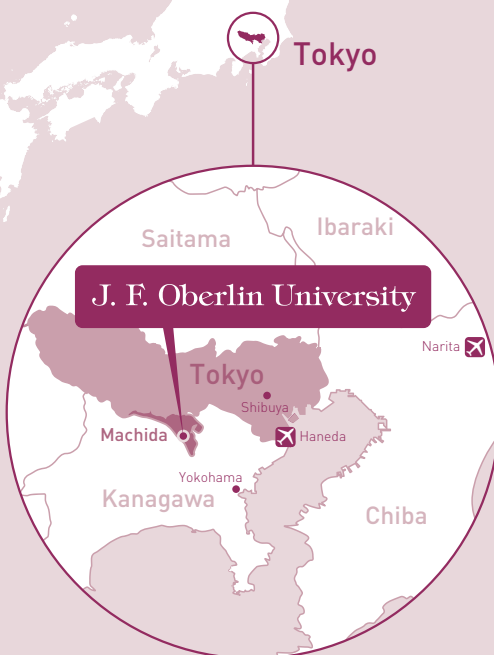 Tokyo
Ibaraki
Saitama
J. F. Oberlin University
Narita
Tokyo
Shibuya
Machida
Haneda
Yokohama
Kanagawa
Chiba